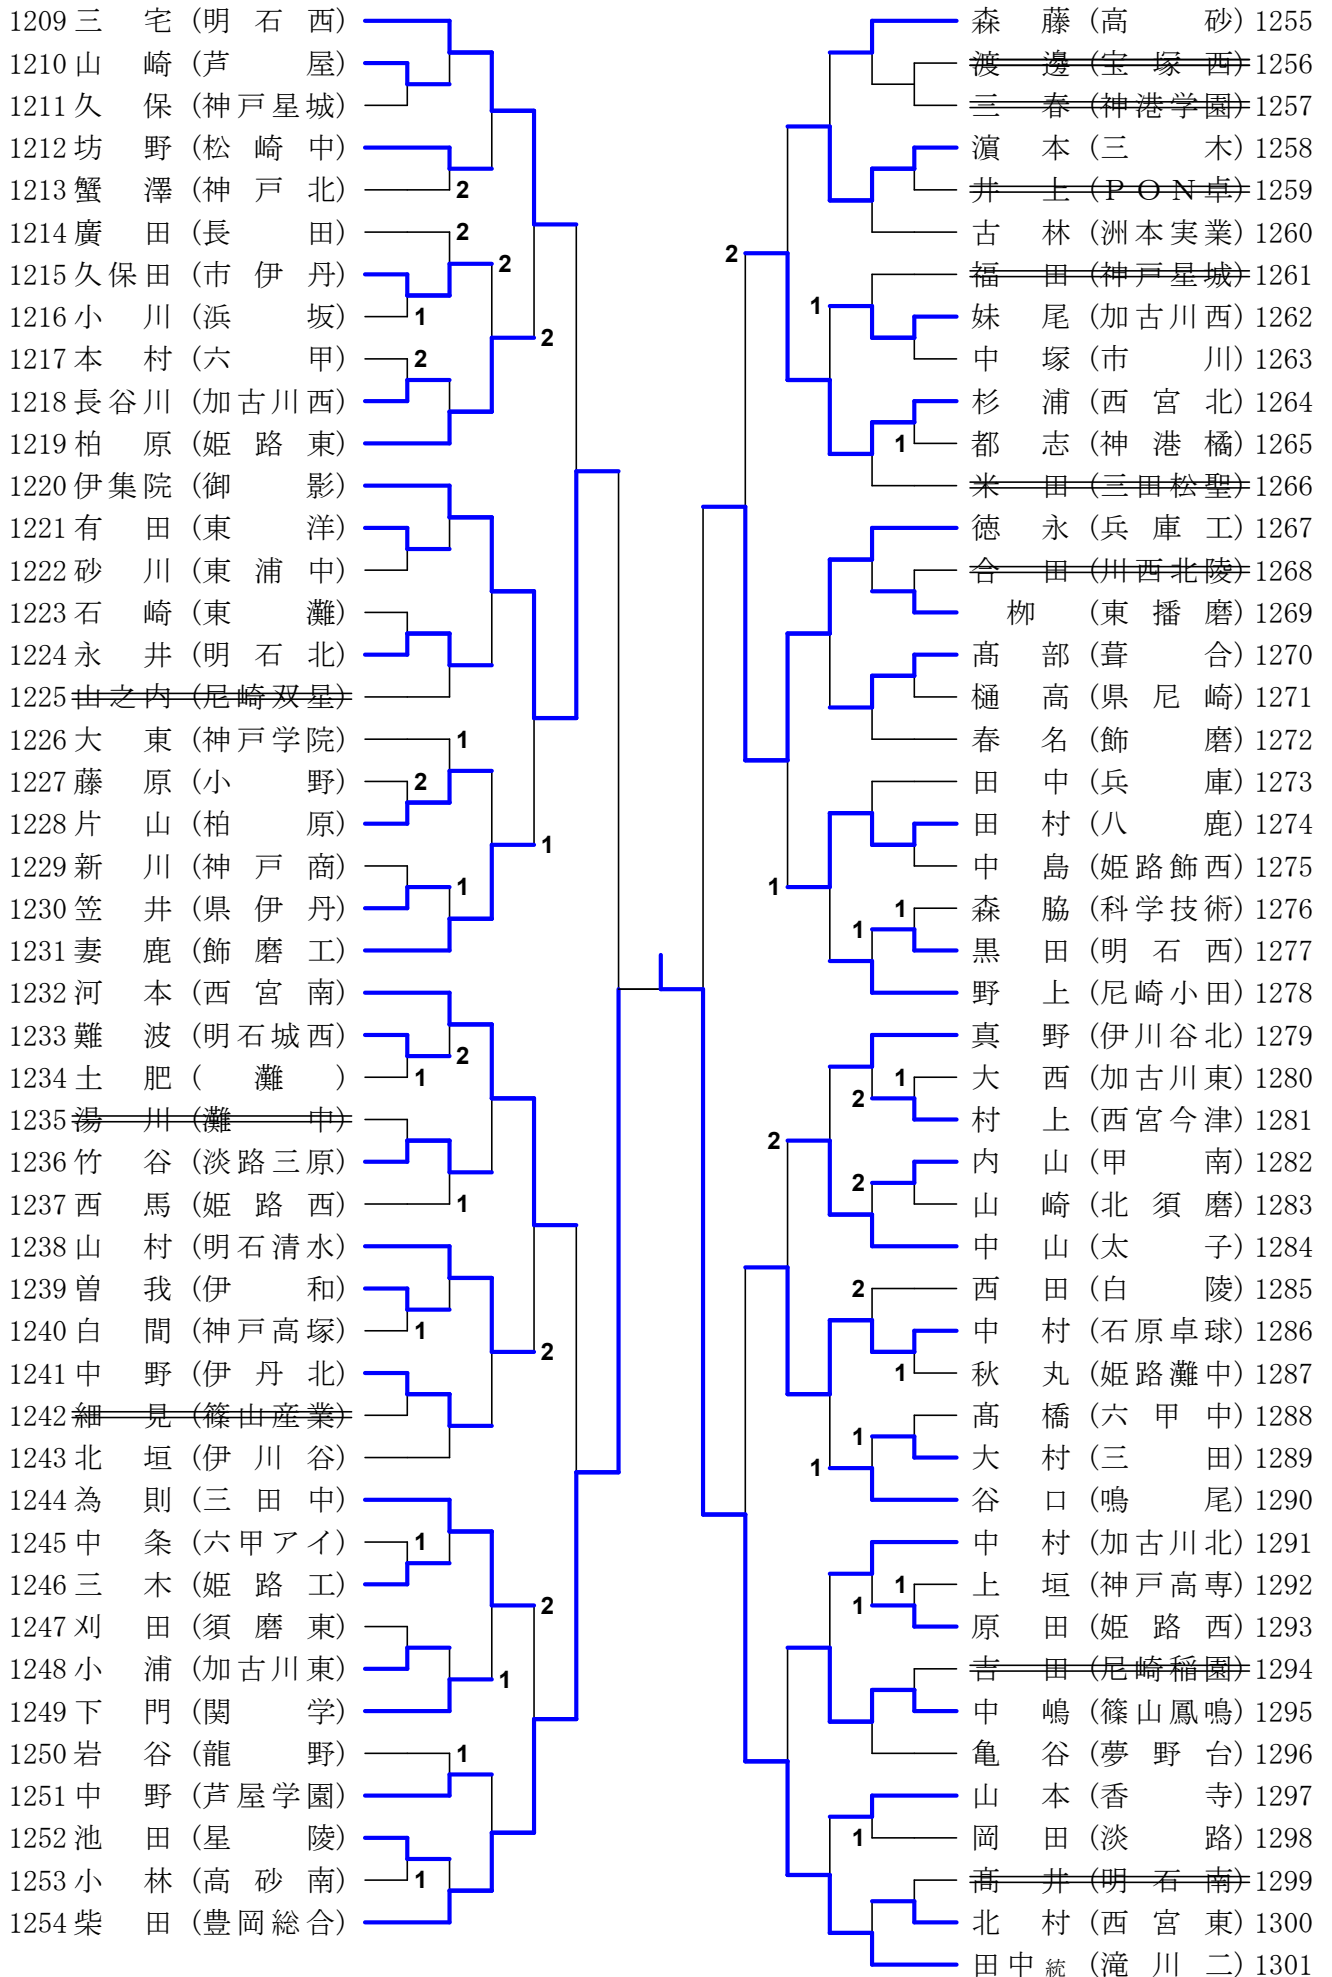 1209 三宅 (明石西)
1210 山崎 (芦屋)
1211 久保 (神戸星城)
1212 坊野 (松崎中)
1213 蟹澤 (神戸北)
2
1214 廣田 (長田)
2
1215 久保田 (市伊丹)
2
1216 小川 (浜坂)
1
2
1217 本村 (六甲)
2
1218 長谷川 (加古川西)
1219 柏原 (姫路東)
1220 伊集院 (御影)
1221 有田 (東洋)
1222 砂川 (東浦中)
1223 石崎 (東灘)
1224 永井 (明石北)
1225 山之内 (尼崎双星)
1226 大東 (神戸学院)
1
1227 藤原 (小野)
2
1228 片山 (柏原)
1
1229 新川 (神戸商)
1
1230 笠井 (県伊丹)
1231 妻鹿 (飾磨工)
1232 河本 (西宮南)
1233 難波 (明石城西)
2
1234 土肥 (灘)
1
1235 湯川 (灘中)
1236 竹谷 (淡路三原)
1237 西馬 (姫路西)
1
1238 山村 (明石清水)
1239 曽我 (伊和)
1240 白間 (神戸高塚)
1
2
1241 中野 (伊丹北)
1242 細見 (篠山産業)
1243 北垣 (伊川谷)
1244 為則 (三田中)
1245 中条 (六甲アイ)
1
1246 三木 (姫路工)
2
1247 刈田 (須磨東)
1248 小浦 (加古川東)
1
1249 下門 (関学)
1250 岩谷 (龍野)
1
1251 中野 (芦屋学園)
1252 池田 (星陵)
1253 小林 (高砂南)
1
1254 柴田 (豊岡総合)
森藤 (高砂) 1255
渡邊 (宝塚西) 1256
三春 (神港学園) 1257
濵本 (三木) 1258
井上 (PON卓) 1259
古林 (洲本実業) 1260
2
福田 (神戸星城) 1261
1
妹尾 (加古川西) 1262
中塚 (市川) 1263
杉浦 (西宮北) 1264
1
都志 (神港橘) 1265
米田 (三田松聖) 1266
徳永 (兵庫工) 1267
合田 (川西北陵) 1268
栁 (東播磨) 1269
髙部 (葺合) 1270
樋高 (県尼崎) 1271
春名 (飾磨) 1272
田中 (兵庫) 1273
田村 (八鹿) 1274
中島 (姫路飾西) 1275
1
1
森脇 (科学技術) 1276
1
黒田 (明石西) 1277
野上 (尼崎小田) 1278
真野 (伊川谷北) 1279
1
大西 (加古川東) 1280
2
村上 (西宮今津) 1281
2
内山 (甲南) 1282
2
山崎 (北須磨) 1283
中山 (太子) 1284
2
西田 (白陵) 1285
中村 (石原卓球) 1286
1
秋丸 (姫路灘中) 1287
髙橋 (六甲中) 1288
1
大村 (三田) 1289
1
谷口 (鳴尾) 1290
中村 (加古川北) 1291
1
上垣 (神戸高専) 1292
1
原田 (姫路西) 1293
吉田 (尼崎稲園) 1294
中嶋 (篠山鳳鳴) 1295
亀谷 (夢野台) 1296
山本 (香寺) 1297
1
岡田 (淡路) 1298
髙井 (明石南) 1299
北村 (西宮東) 1300
田中統 (滝川二) 1301